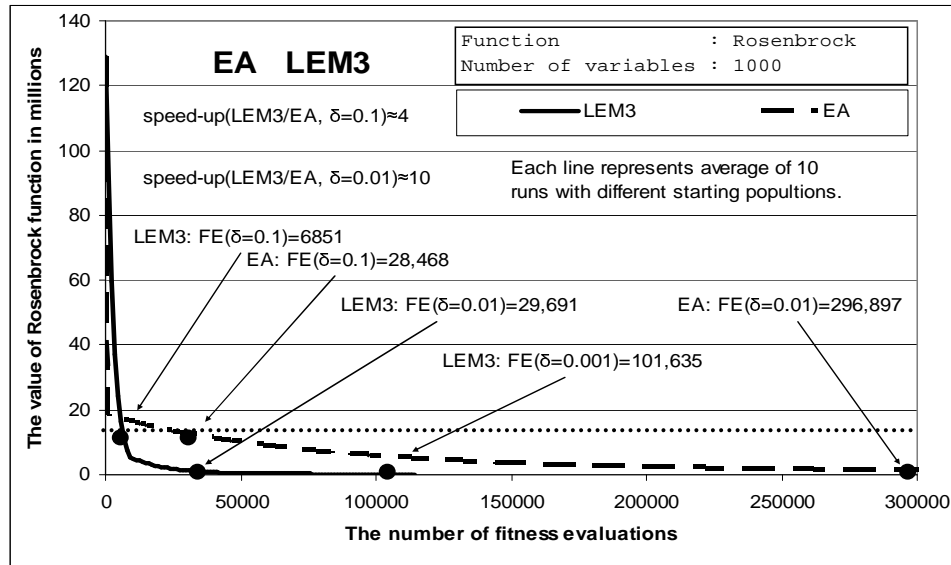 140
120
100
80
60
40
20
0
The value of Rosenbrock function in millions
EA LEM3
Function : Rosenbrock
Number of variables : 1000
LEM3 EA
speed-up(LEM3/EA, δ=0.1)≈4
speed-up(LEM3/EA, δ=0.01)≈10
Each line represents average of 10
runs with different starting popultions.
LEM3: FE(δ=0.1)=6851
EA: FE(δ=0.1)=28,468
LEM3: FE(δ=0.01)=29,691
EA: FE(δ=0.01)=296,897
LEM3: FE(δ=0.001)=101,635
0 50000 100000 150000 200000 250000 300000
The number of fitness evaluations